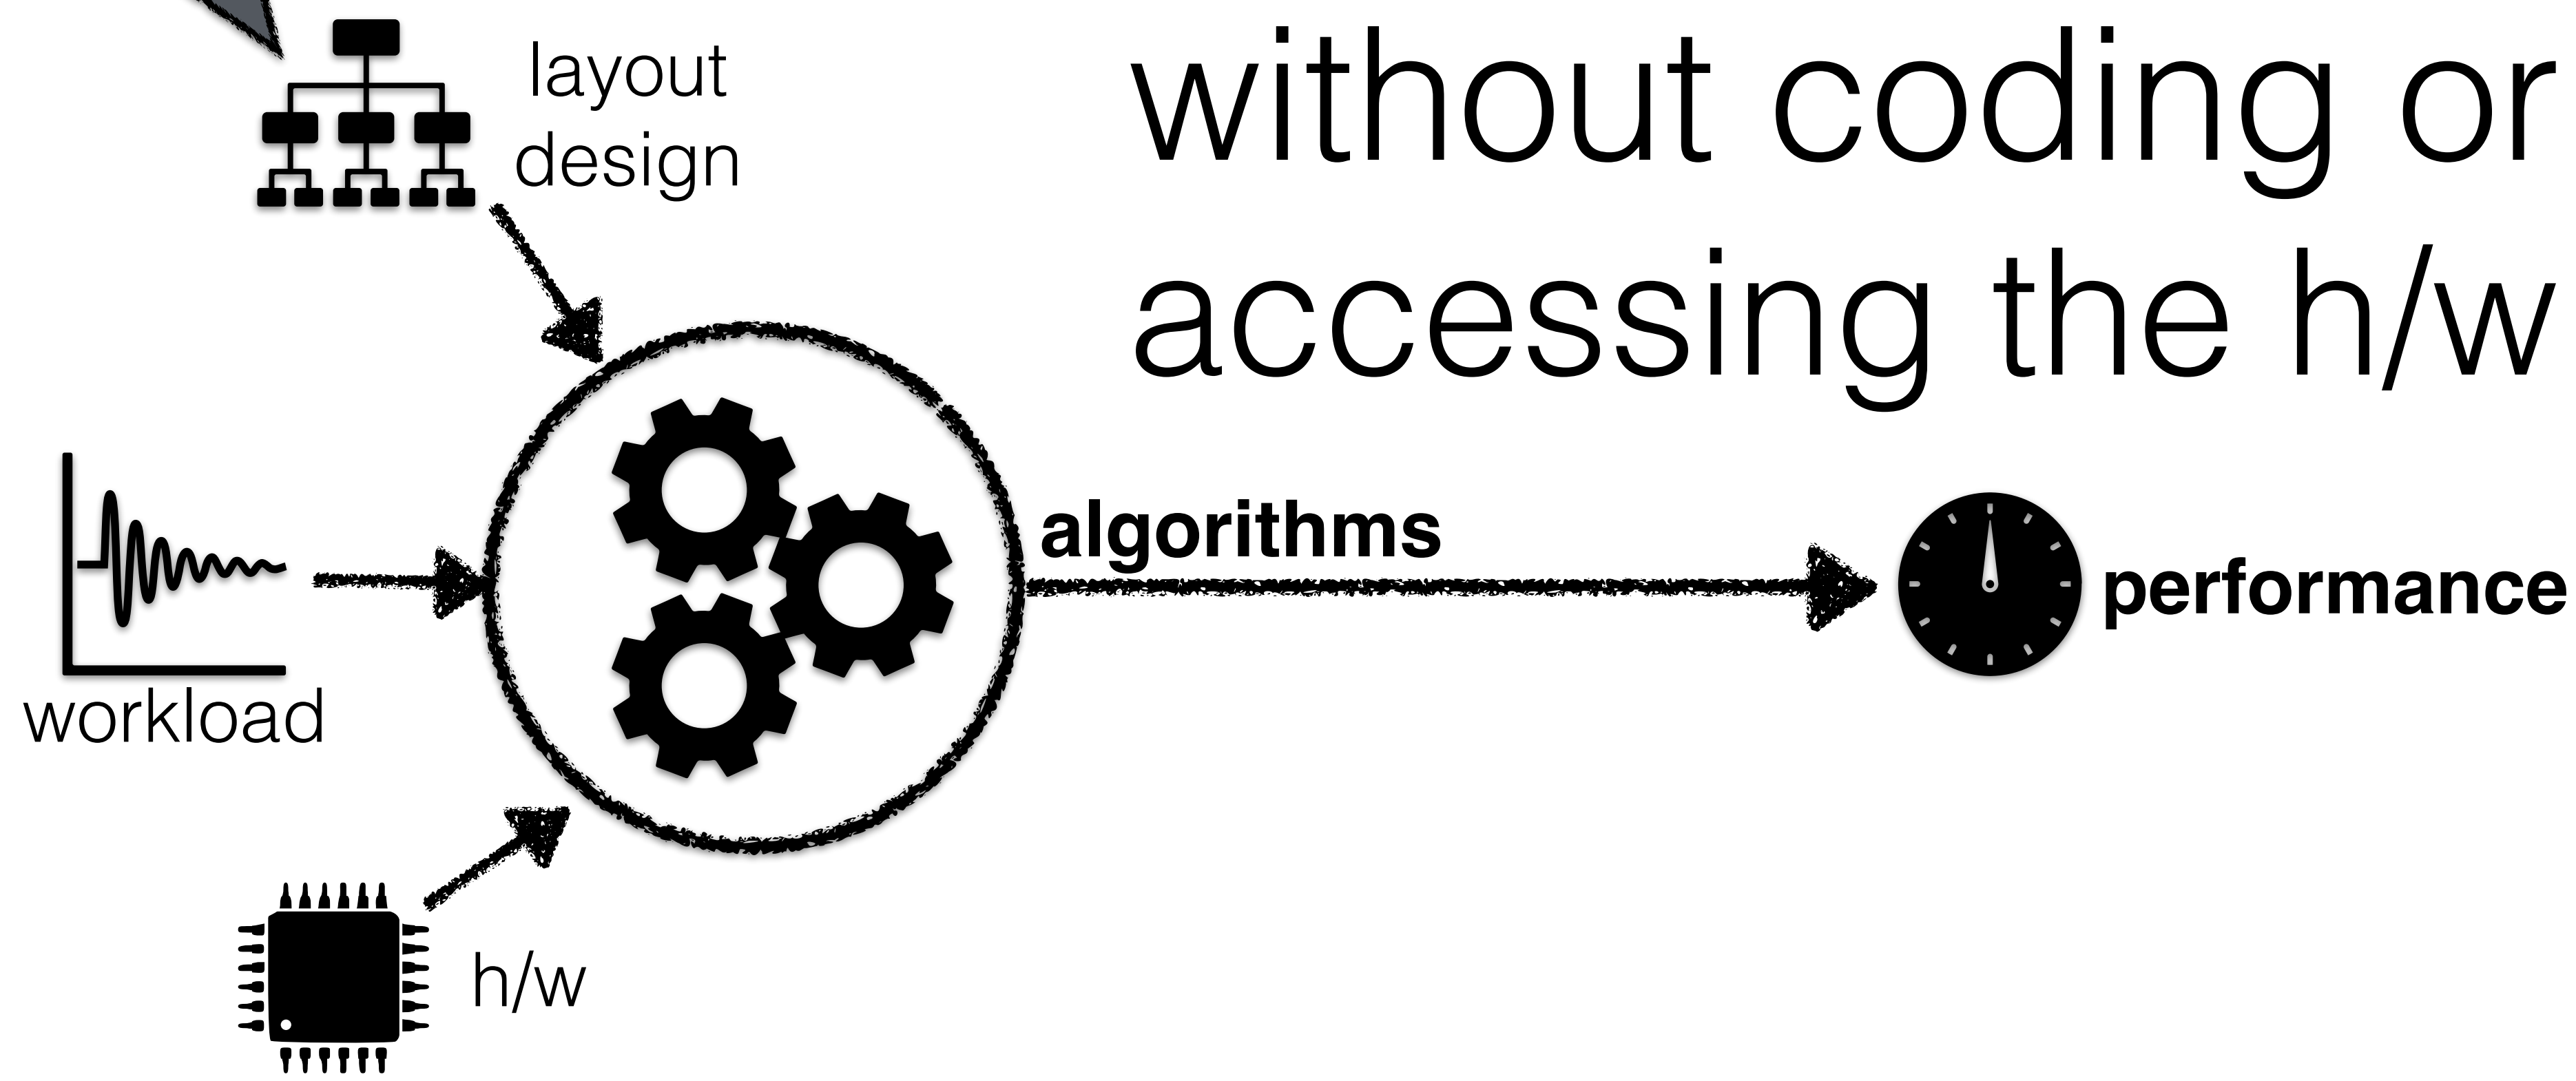 layout
design
without coding or
accessing the h/w
algorithms
performance
workload
h/w